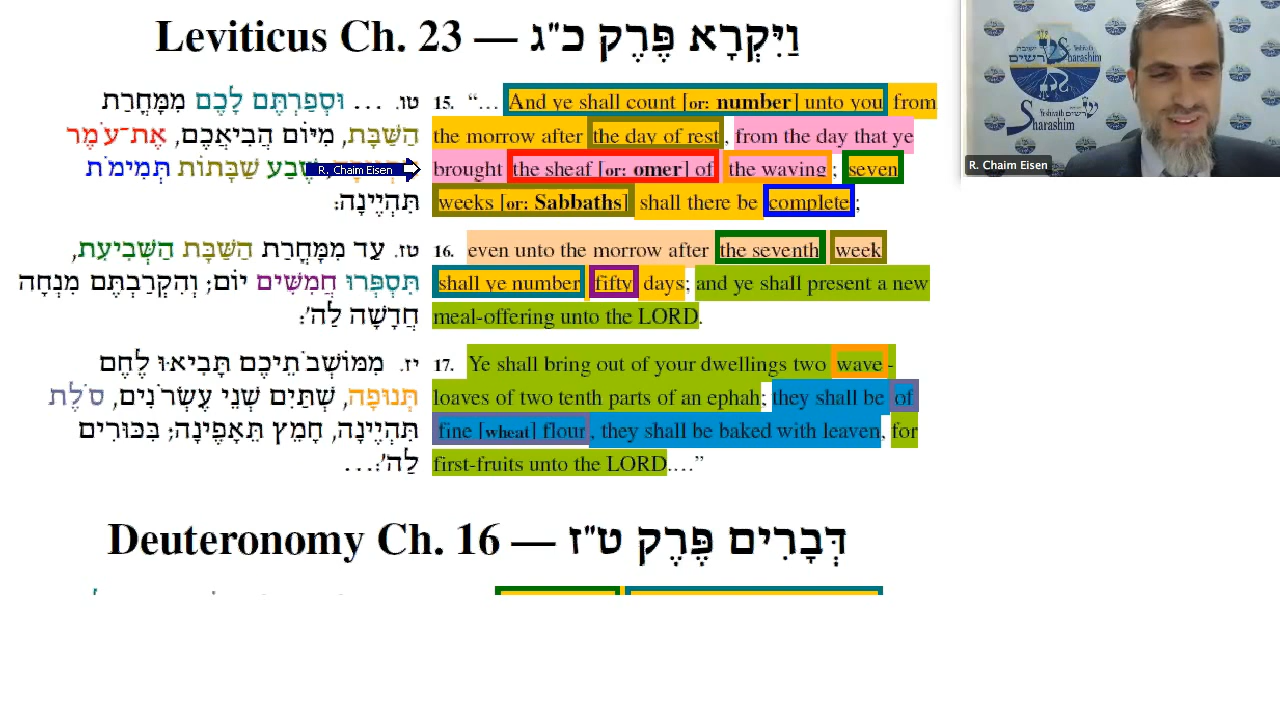 Leviticus Ch. 23 — וַיִּקְרָא פֶּרֶק כ"ג
טו. ... וּסְפַרְתֶּם לָכֶם מִמָּחֳרַת
הַשַּׁבָּת, מִיּוֹם הֲבִיאֲכֶם, אֶת־עֹמֶר
שֶׁבַע שַׁבָּתוֹת תְּמִימֹת
תִּהְיֶינָה:
15. “... And ye shall count [or: number] unto you from
the morrow after the day of rest, from the day that ye
brought the sheaf [or: omer] of the waving; seven
weeks [or: Sabbaths] shall there be complete;
טז. עַד מִמָּחֳרַת הַשַּׁבָּת הַשְּׁבִיעִת,
תִּסְפְּרוּ חֲמִשִּׁים יוֹם; וְהִקְרַבְתֶּם מִנְחָה
חֲדָשָׁה לַה':
16. even unto the morrow after the seventh week
shall ye number fifty days; and ye shall present a new
meal-offering unto the LORD.
יז. מִמּוֹשְׁבֹתֵיכֶם תָּבִיאוּ לֶחֶם
תְּנוּפָה, שְׁתַּיִם שְׁנֵי עֶשְׂרֹנִים, סֹלֶת
תִּהְיֶינָה, חָמֵץ תֵּאָפֶינָה; בִּכּוּרִים
לַה':...
17. Ye shall bring out of your dwellings two wave-
loaves of two tenth parts of an ephah; they shall be of
fine [wheat] flour, they shall be baked with leaven, for
first-fruits unto the LORD....”
Deuteronomy Ch. 16 — דְּבָרִים פֶּרֶק ט"ז
R. Chaim Eisen
Yeshivath
Sharashim
Yeshivath
Sharashim
R. Chaim Eisen